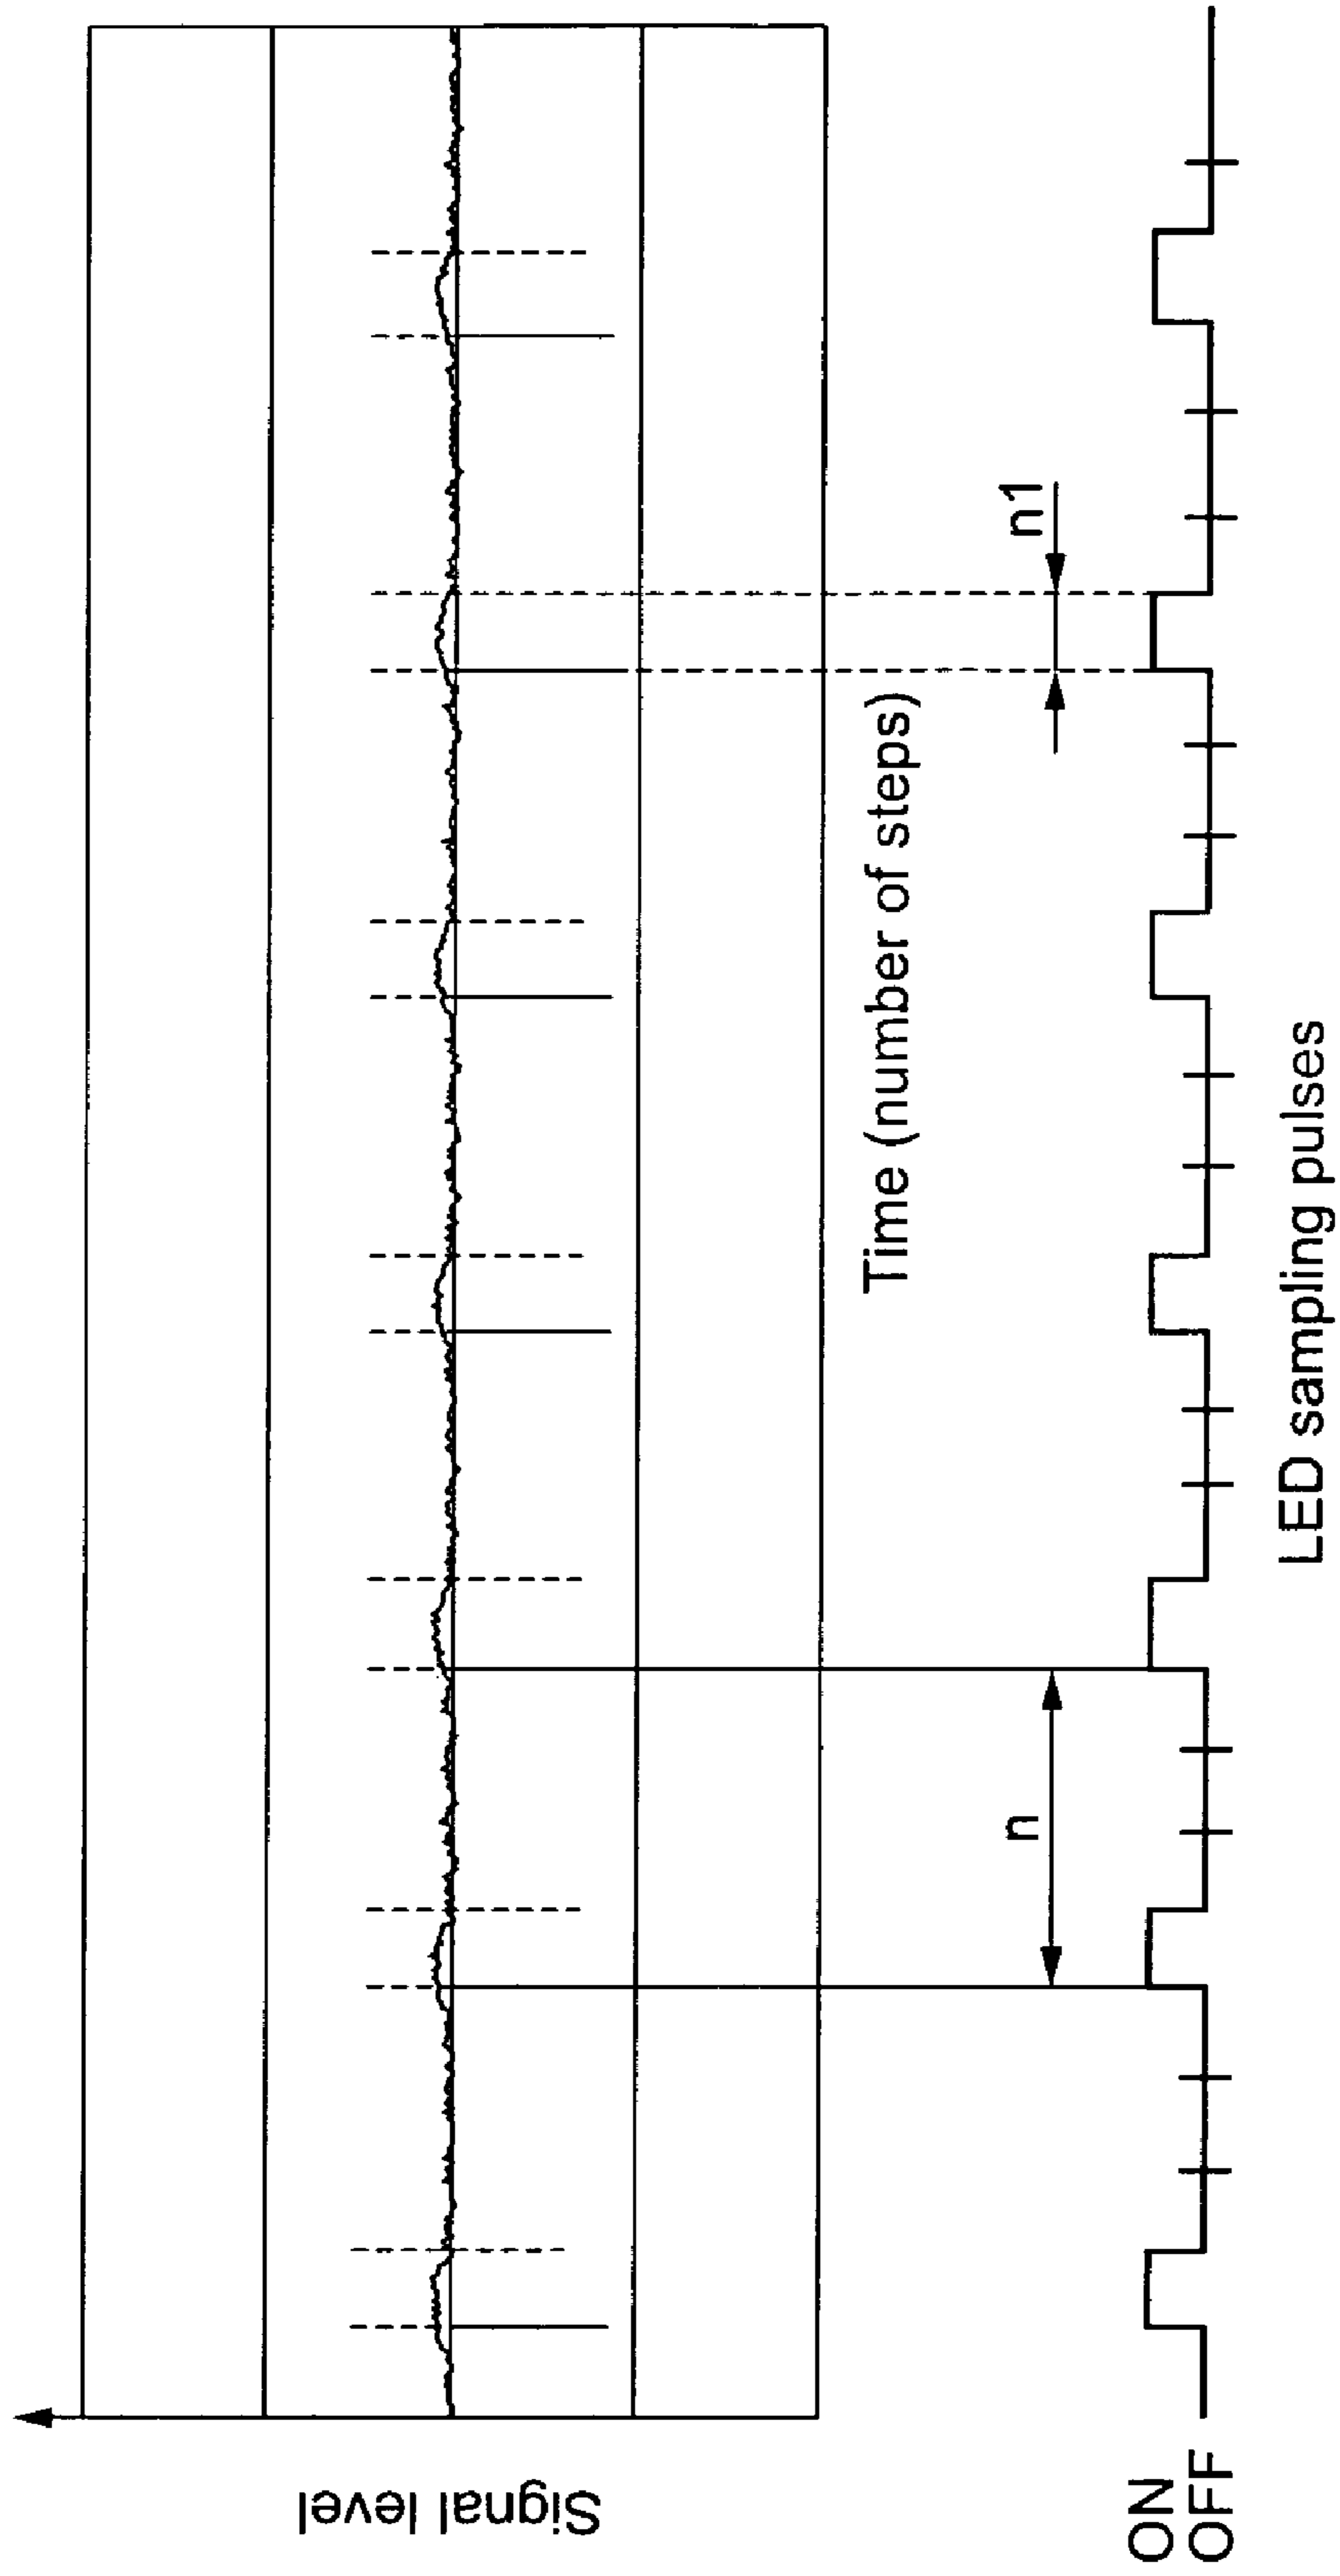 Signal level
Time (number of steps)
n
n1
ON
OFF
LED sampling pulses